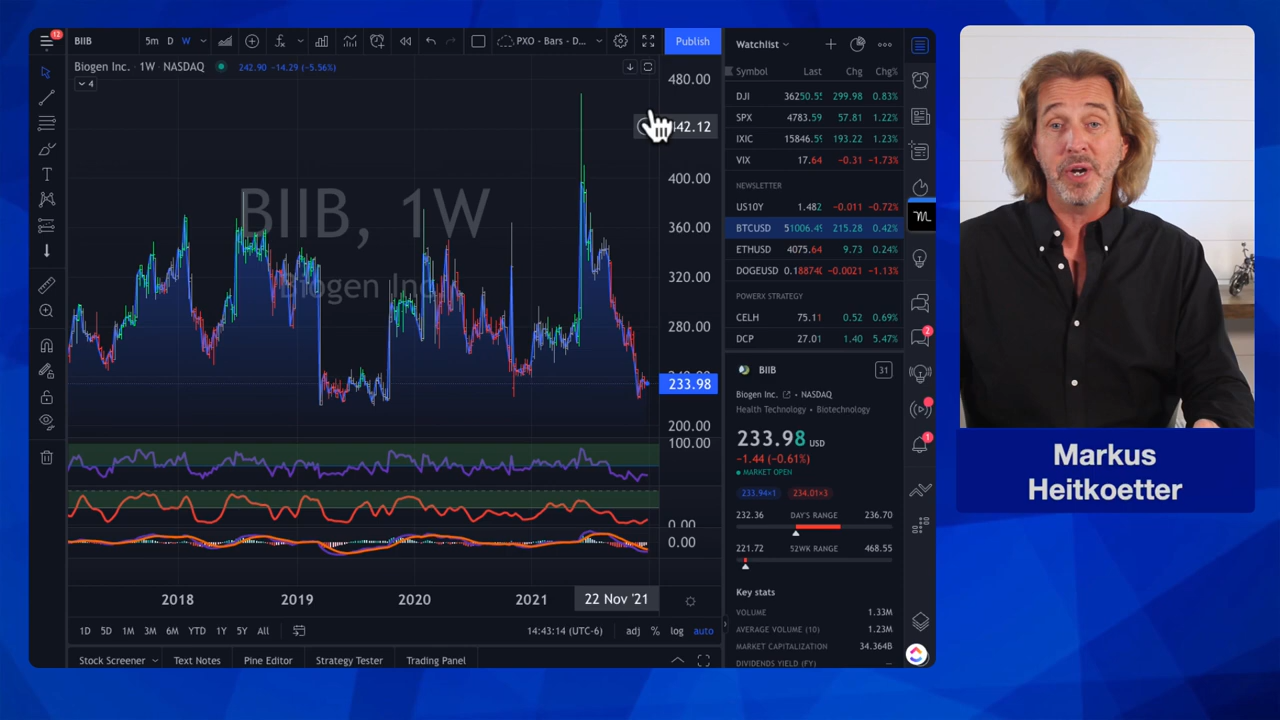 12
BIIB 5m D W PXO - Bars - D... Publish
Biogen Inc. · 1W · NASDAQ 242.90 -14.29 (-5.56%)
4
480.00
42.12
400.00
360.00
320.00
280.00
233.98
200.00
100.00
0.00
0.00
BIIB, 1W
Biogen Inc.
2018 2019 2020 2021 22 Nov '21
1D 5D 1M 3M 6M YTD 1Y 5Y All 14:43:14 (UTC-6) adj % log auto
Stock Screener Text Notes Pine Editor Strategy Tester Trading Panel
Watchlist
Symbol Last Chg Chg%
DJI 36250.55 299.98 0.83%
SPX 4783.59 57.81 1.22%
IXIC 15846.59 193.22 1.23%
VIX 17.64 -0.31 -1.73%
NEWSLETTER
US10Y 1.482 -0.011 -0.72%
BTCUSD 51006.49 215.28 0.42%
ETHUSD 4075.64 9.73 0.24%
DOGEUSD 0.18874 -0.0021 -1.13%
POWERX STRATEGY
CELH 75.11 0.52 0.69%
DCP 27.01 1.40 5.47%
BIIB 31
Biogen Inc. • NASDAQ
Health Technology • Biotechnology
233.98 USD
-1.44 (-0.61%)
MARKET OPEN
233.94×1 234.01×3
232.36 DAY'S RANGE 236.70
221.72 52WK RANGE 468.55
Key stats
VOLUME 1.33M
AVERAGE VOLUME (10) 1.23M
MARKET CAPITALIZATION 34.364B
DIVIDENDS YIELD (FY) —
2
1
Markus
Heitkoetter